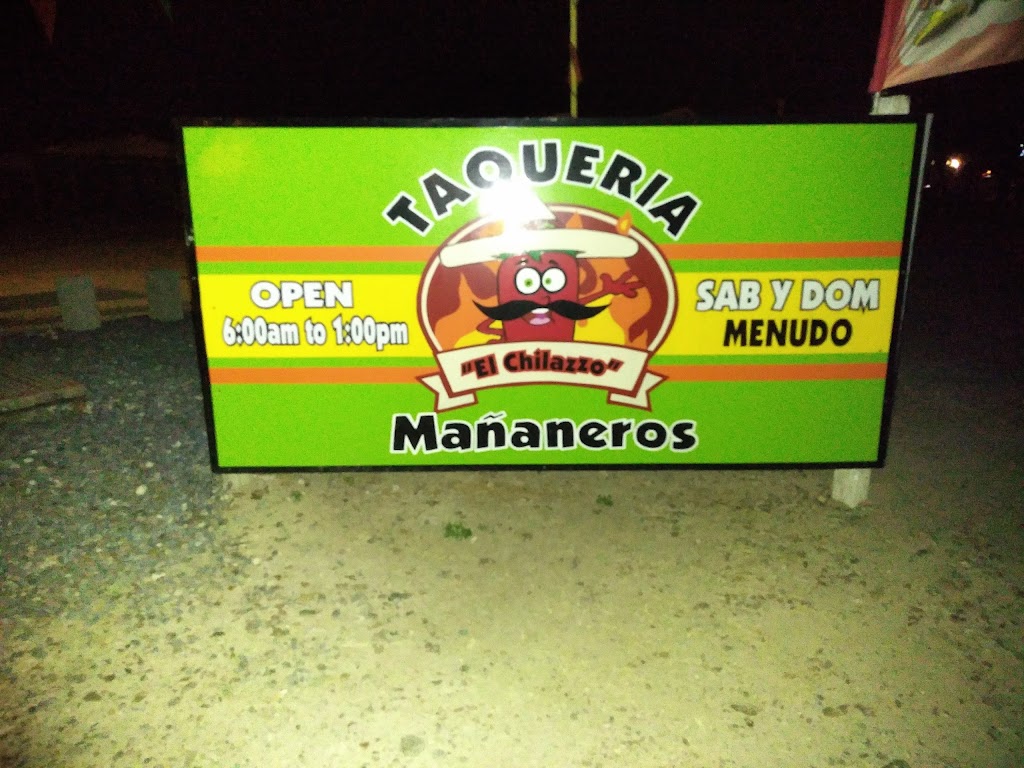 TAQUERIA
OPEN
6:00am to 1:00pm
"El Chilazzo"
SAB Y DOM
MENUDO
Mañaneros